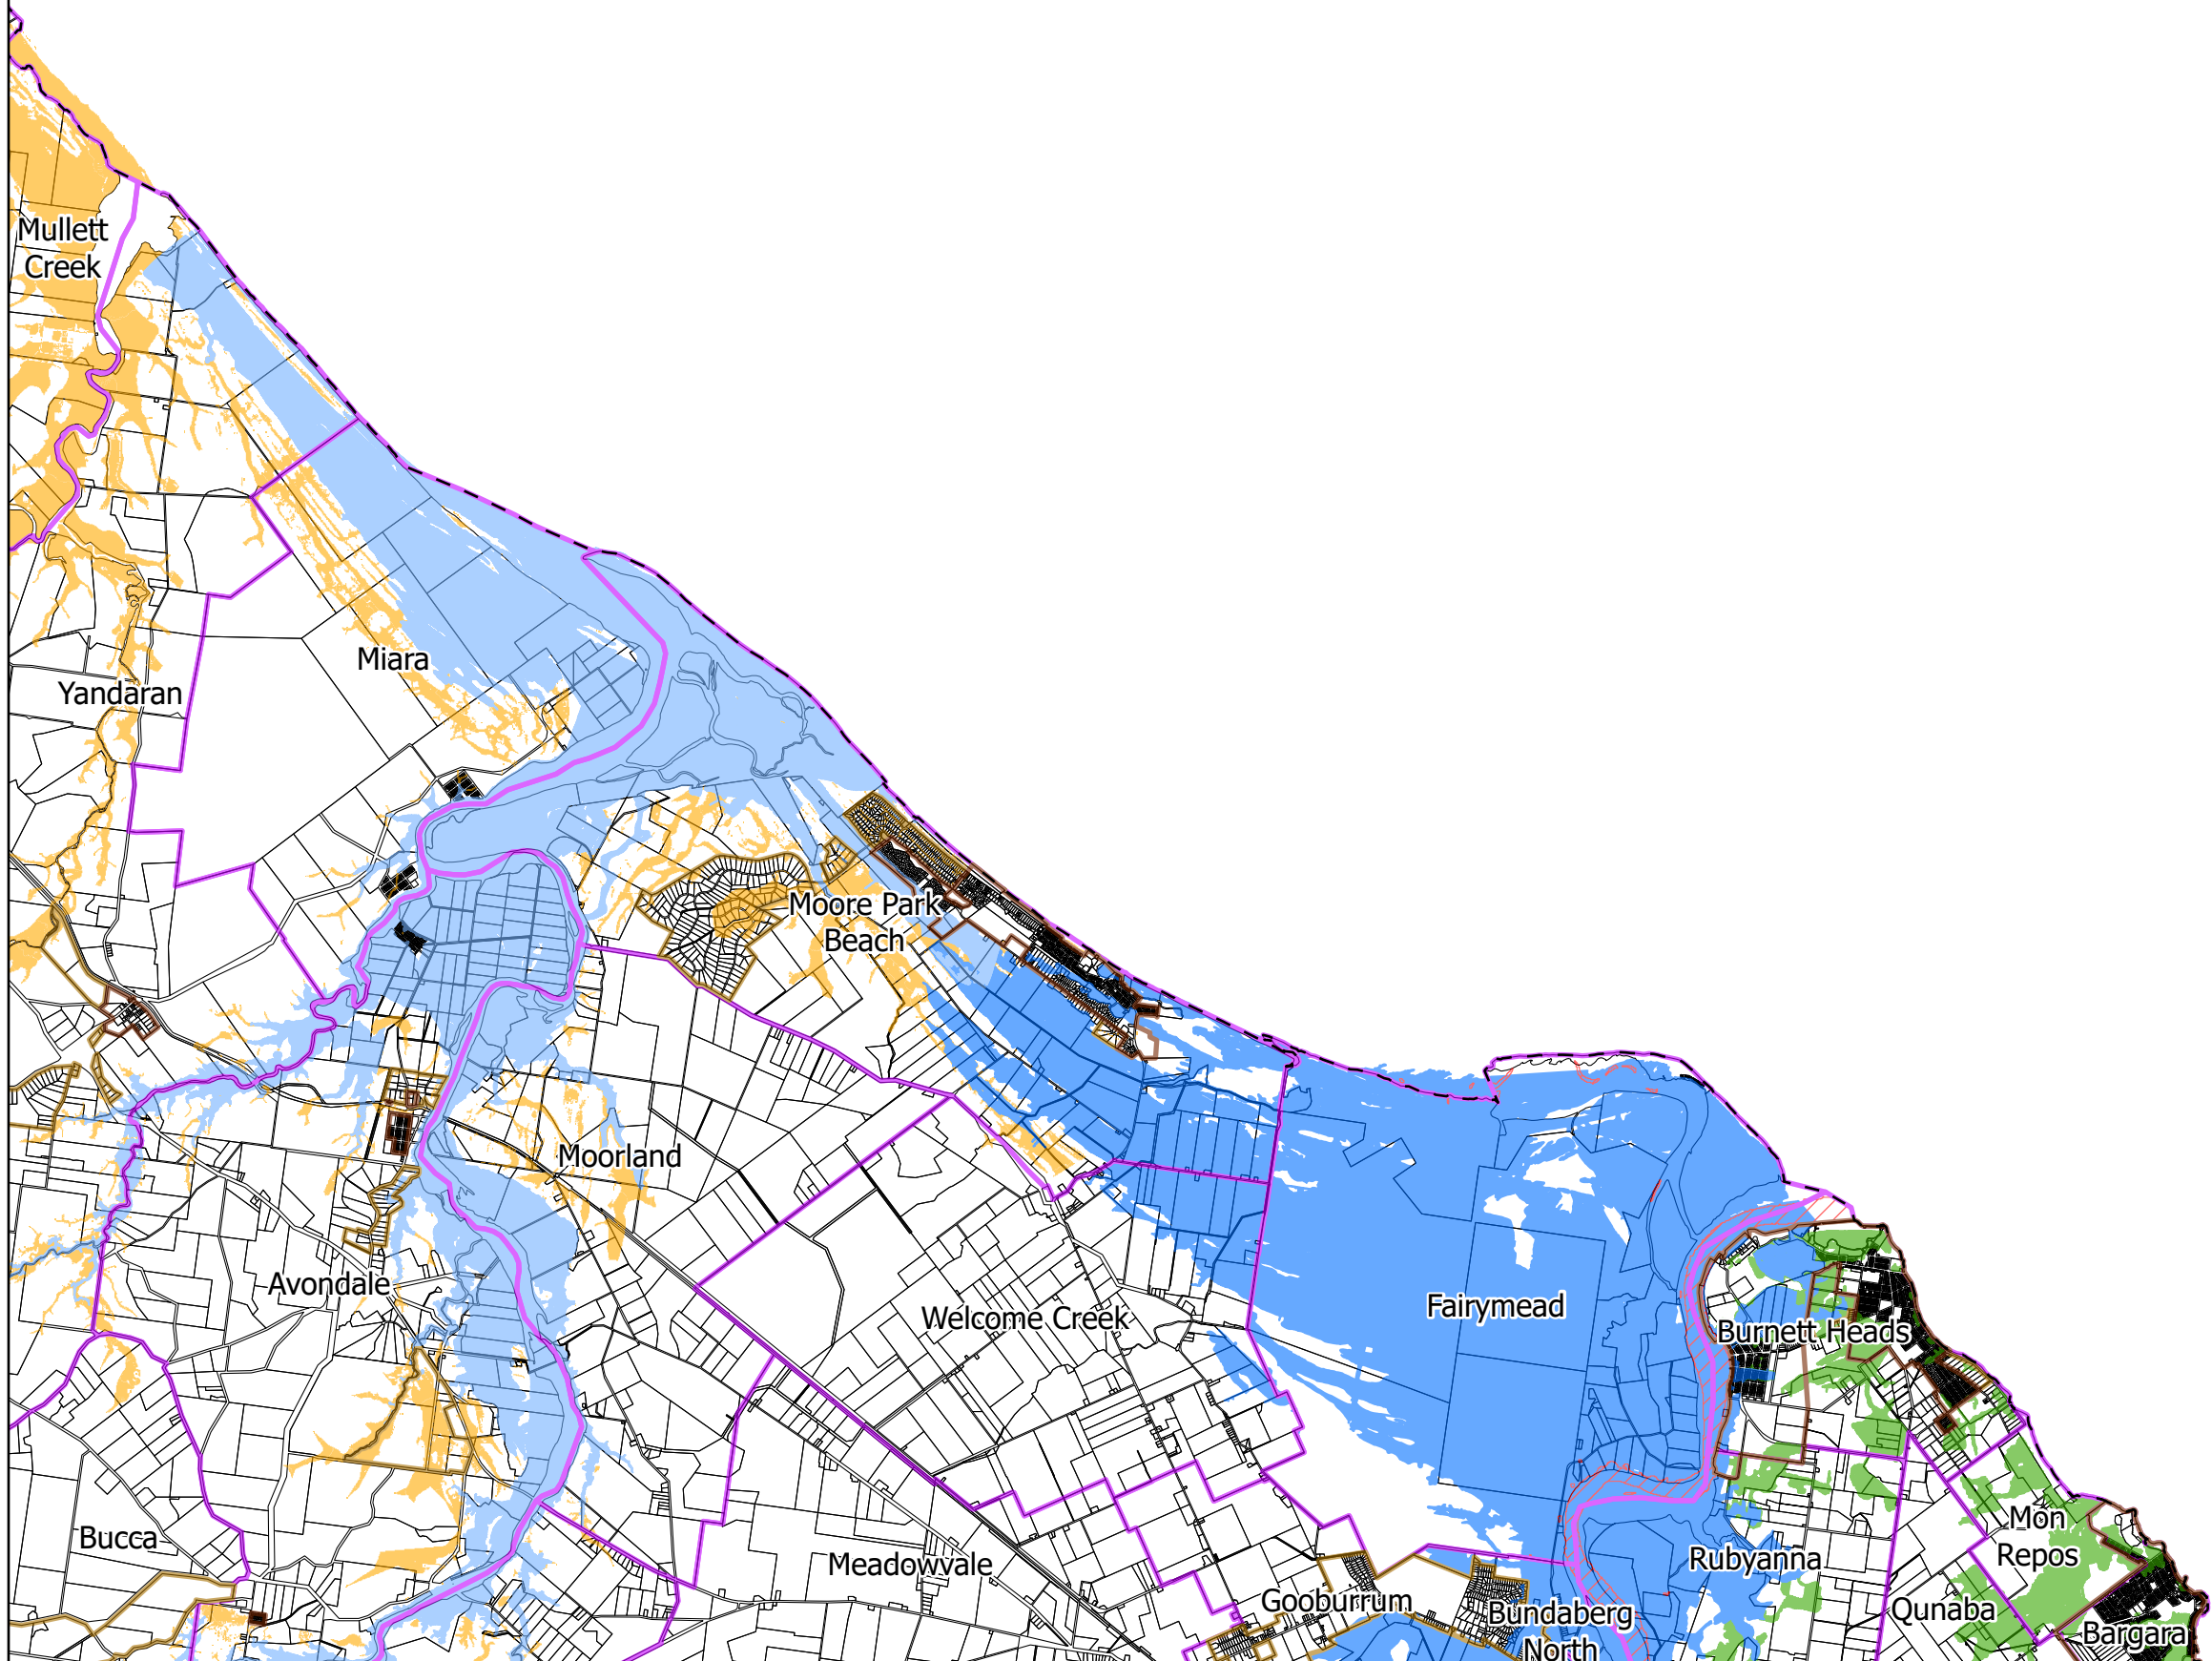 Mullett
Creek
Miara
Yandaran
Moore Park
Beach
Moorland
Avondale
Welcome Creek
Fairymead
Burnett Heads
Bucca
Meadowvale
Gooburrum
Bundaberg
North
Rubyanna
Mon
Repos
Qunaba
Bargara